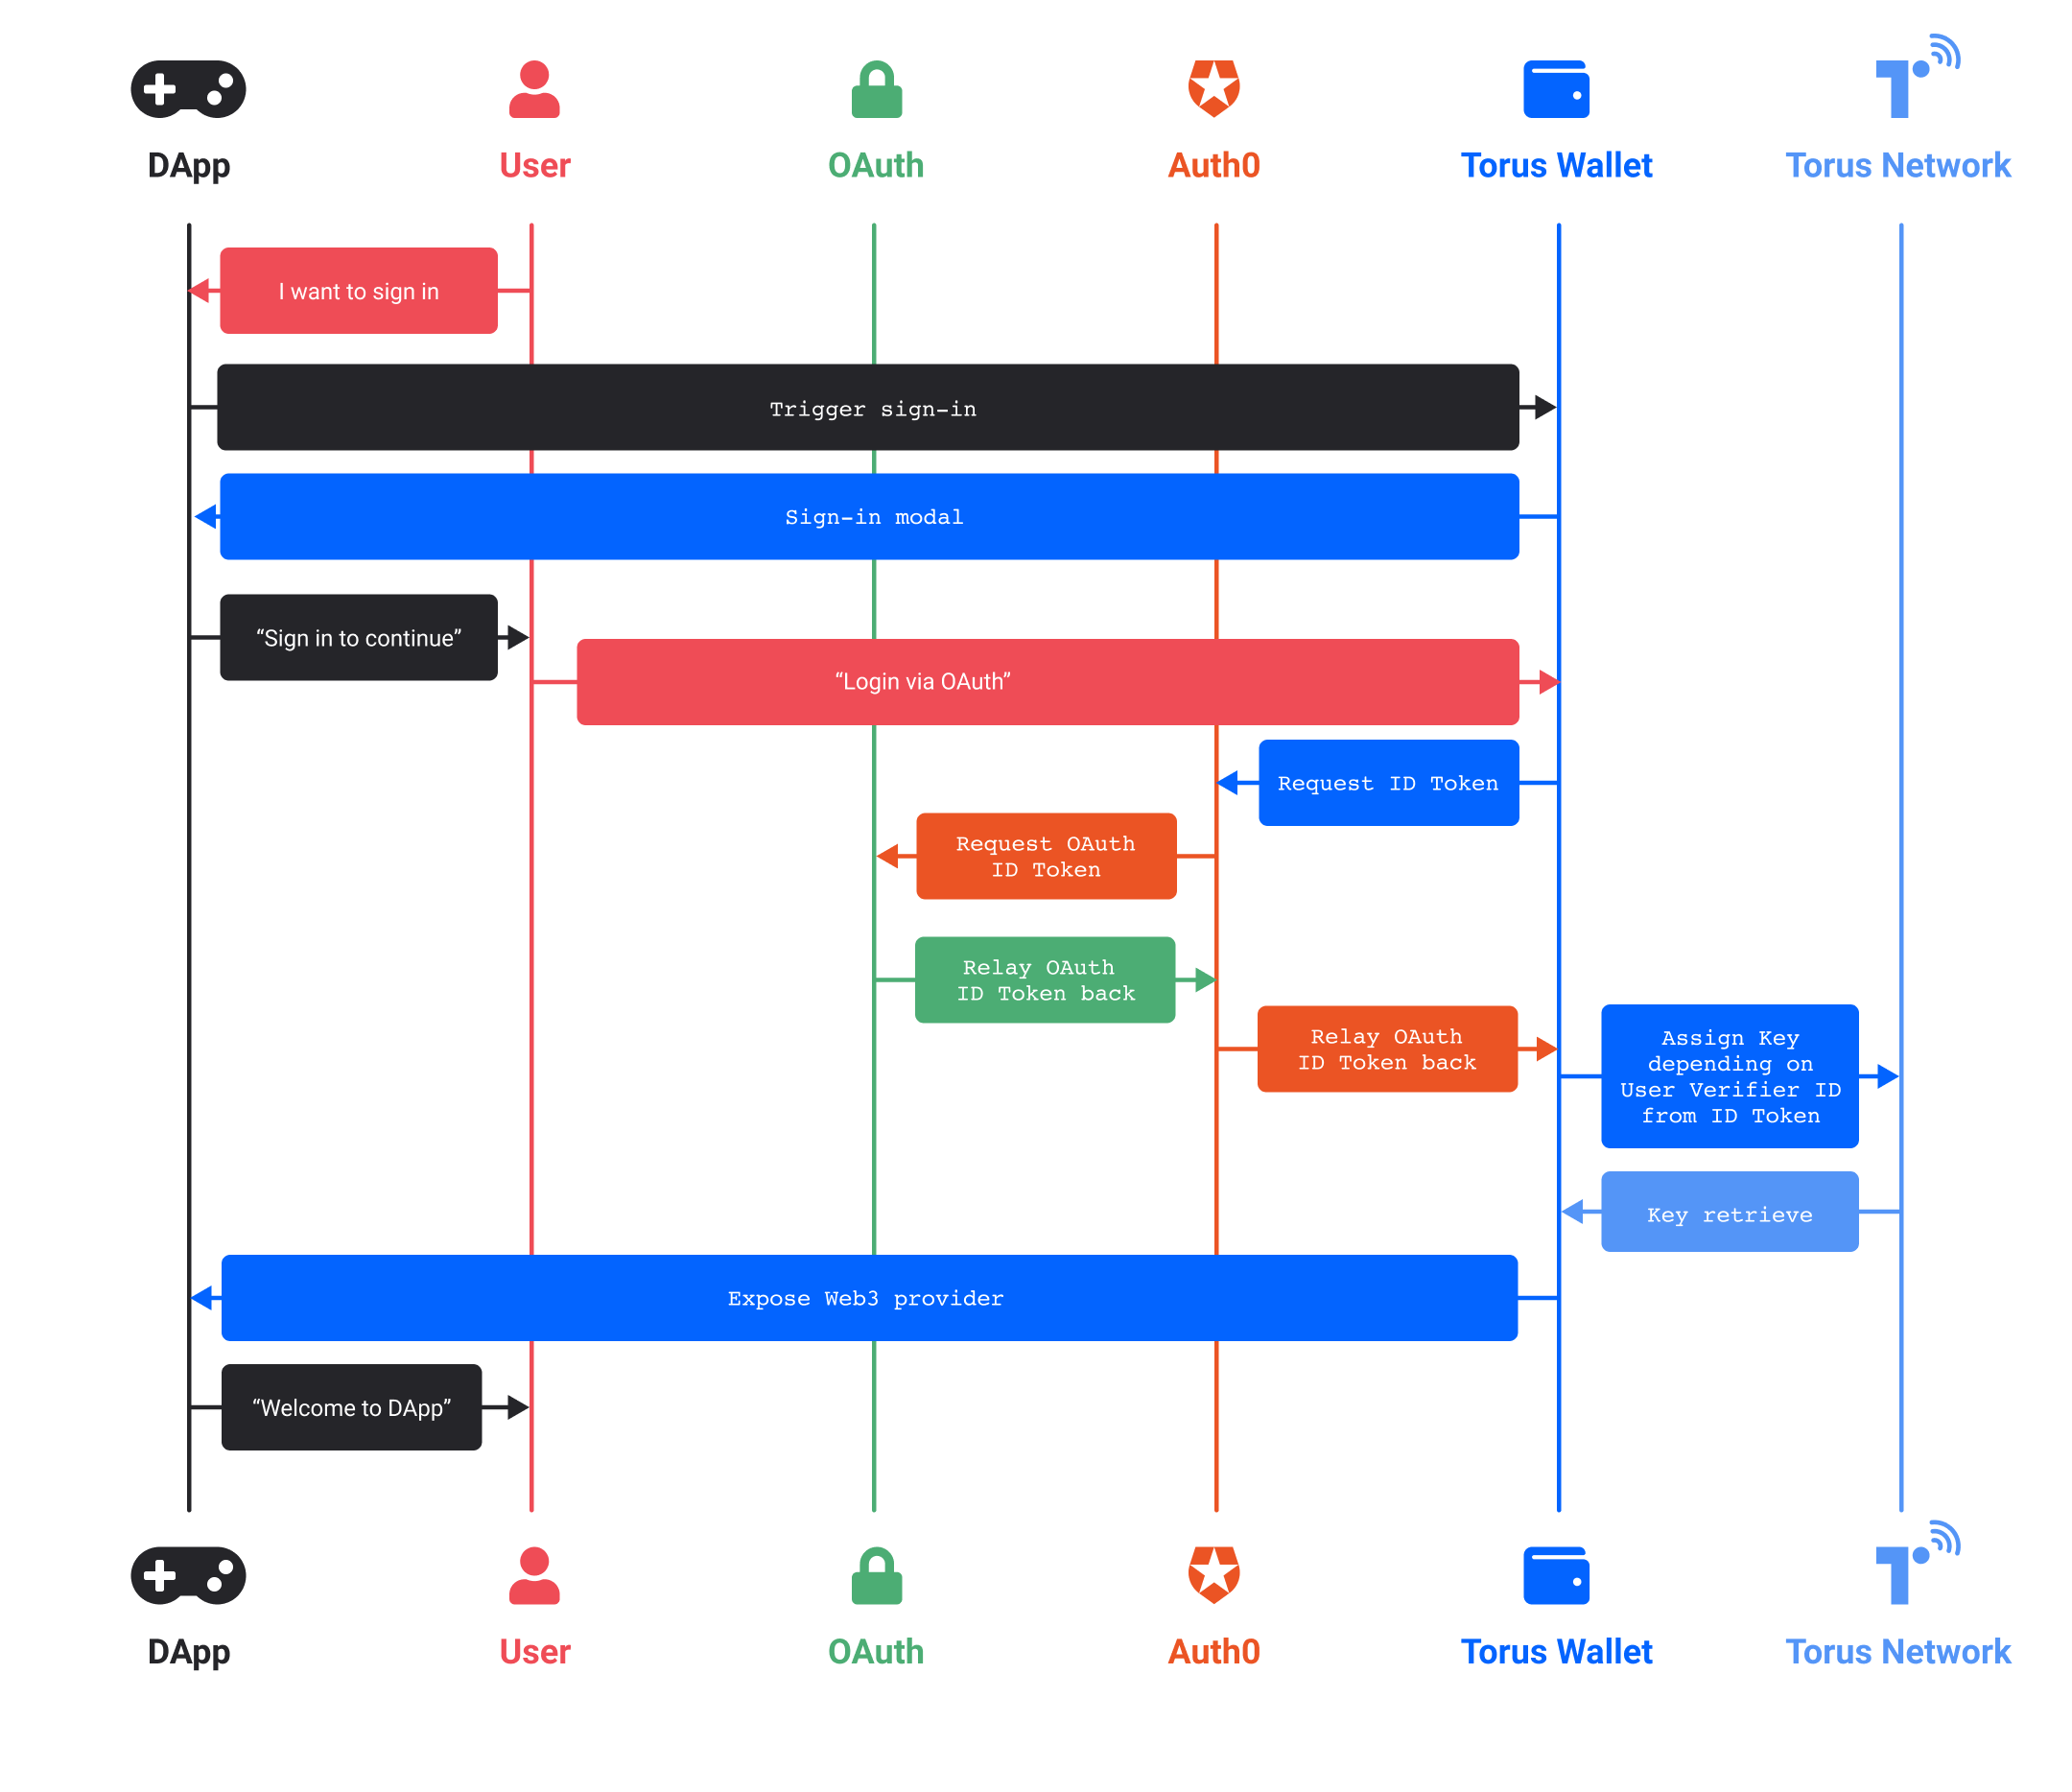 DApp
User
OAuth
Auth0
Torus Wallet
Torus Network
I want to sign in
Trigger sign-in
Sign-in modal
“Sign in to continue”
“Login via OAuth”
Request ID Token
Request OAuth
ID Token
Relay OAuth
ID Token back
Relay OAuth
ID Token back
Assign Key
depending on
User Verifier ID
from ID Token
Key retrieve
Expose Web3 provider
“Welcome to DApp”
DApp
User
OAuth
Auth0
Torus Wallet
Torus Network